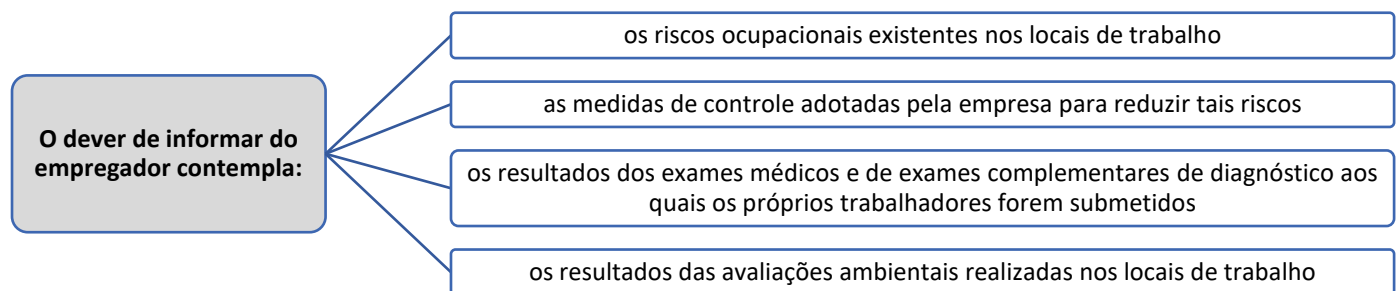 O dever de informar do
empregador contempla:
os riscos ocupacionais existentes nos locais de trabalho
as medidas de controle adotadas pela empresa para reduzir tais riscos
os resultados dos exames médicos e de exames complementares de diagnóstico aos
quais os próprios trabalhadores forem submetidos
os resultados das avaliações ambientais realizadas nos locais de trabalho